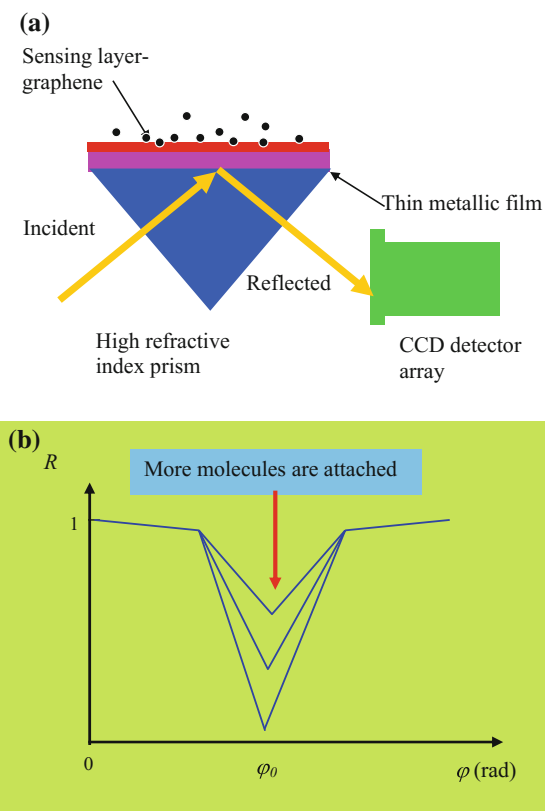 (a)
Sensing layer-
graphene
Thin metallic film
Incident
Reflected
High refractive
index prism
CCD detector
array
(b)
R
More molecules are attached
1
0
φ0
φ (rad)